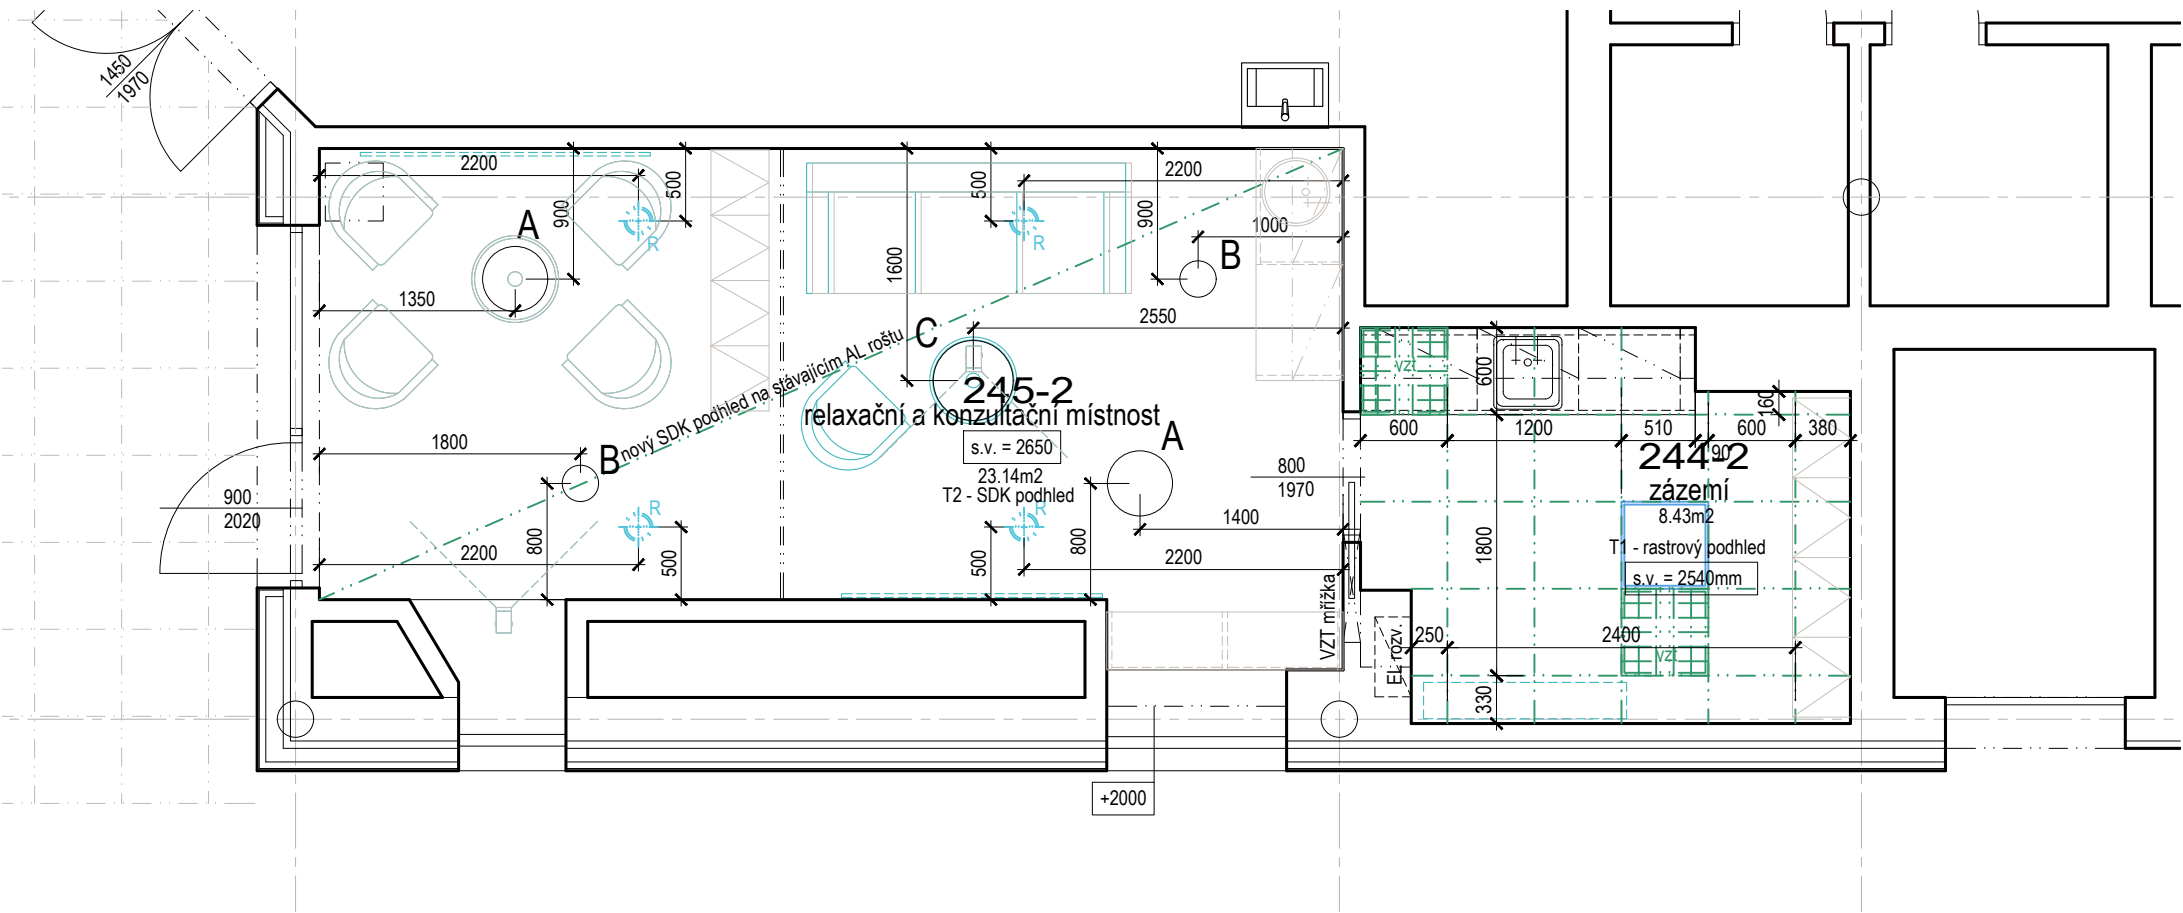 1450
1970
2200
500
900
A
R
1350
1800
B
900
2020
2200
800
500
R
nový SDK podhled na stávajícím AL roštu
500
2200
900
1000
B
R
1600
2550
C
245-2
relaxační a konzultační místnost
s.v. = 2650
23.14m2
T2 - SDK podhled
A
R
800
1970
1400
2200
500
800
VZT mřížka
EL rozv.
+2000
vzt
600
160
600
1200
510
600
380
90
244-2
zázemí
8.43m2
T1 - rastrový podhled
s.v. = 2540mm
1800
250
2400
vzt
330